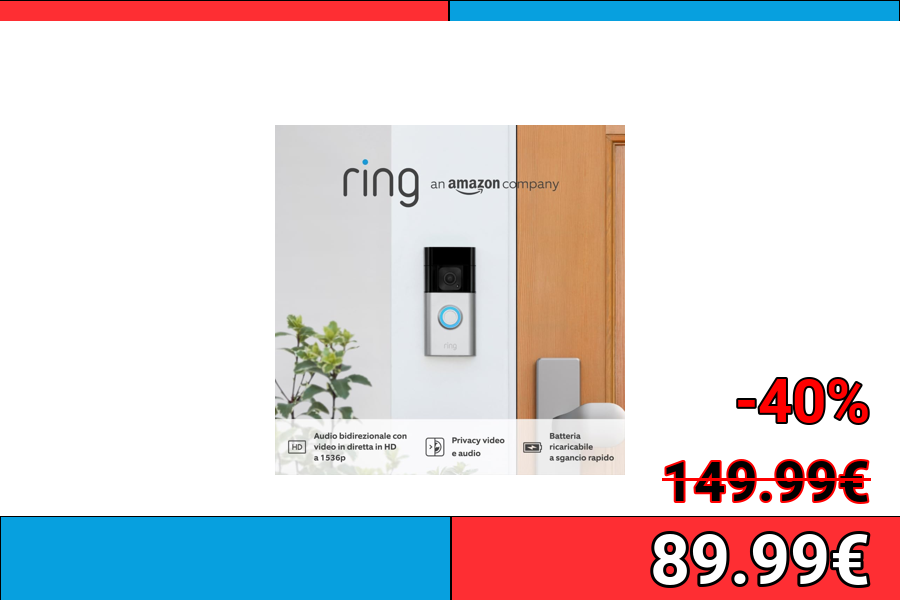 ring an amazon company
ring
Audio bidirezionale con
video in diretta in HD
a 1536p
HD
Privacy video
e audio
Batteria
ricaricabile
a sgancio rapido
-40%
149.99€
89.99€